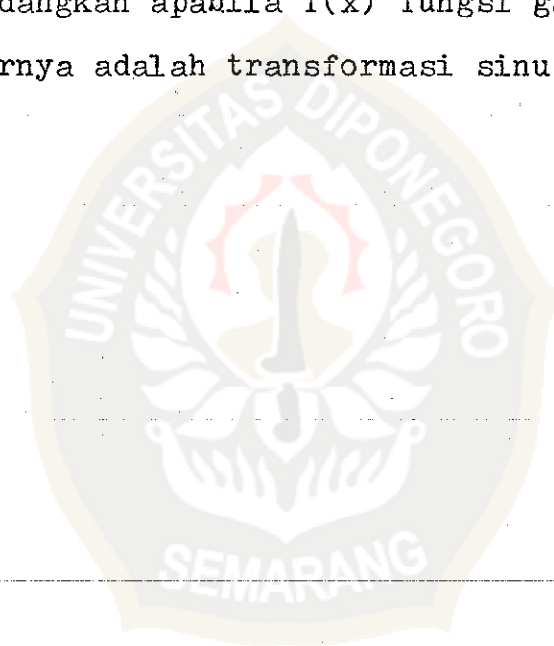 dangkan apabila f(x) fungsi
rnya adalah transformasi sinu
UNIVERSITAS DIPONEGORO
SEMARANG